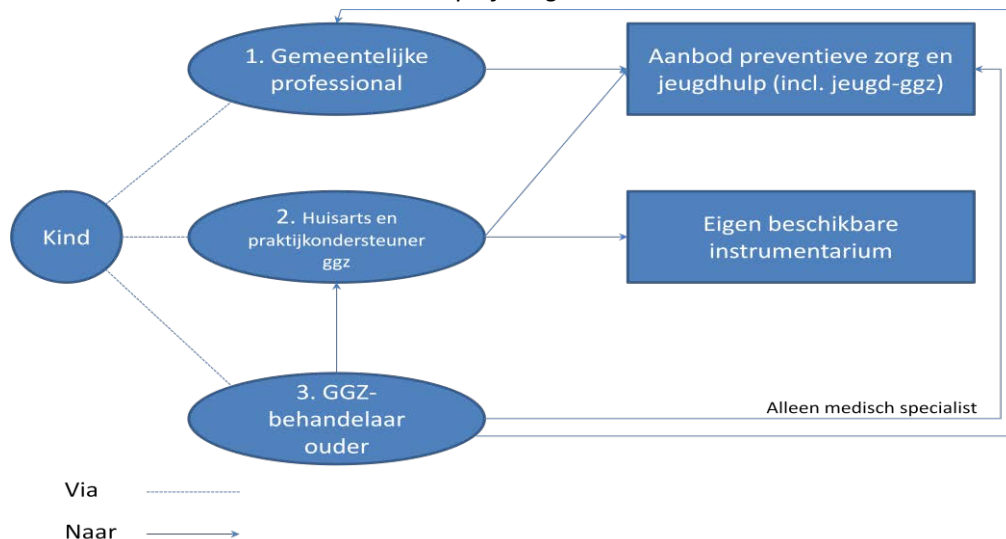 1. Gemeentelijke
professional
Aanbod preventieve zorg en
jeugdhulp (incl. jeugd-ggz)
Kind
2. Huisarts en
praktijkondersteuner
ggz
Eigen beschikbare
instrumentarium
3. GGZ-
behandelaar
ouder
Alleen medisch specialist
Via
Naar